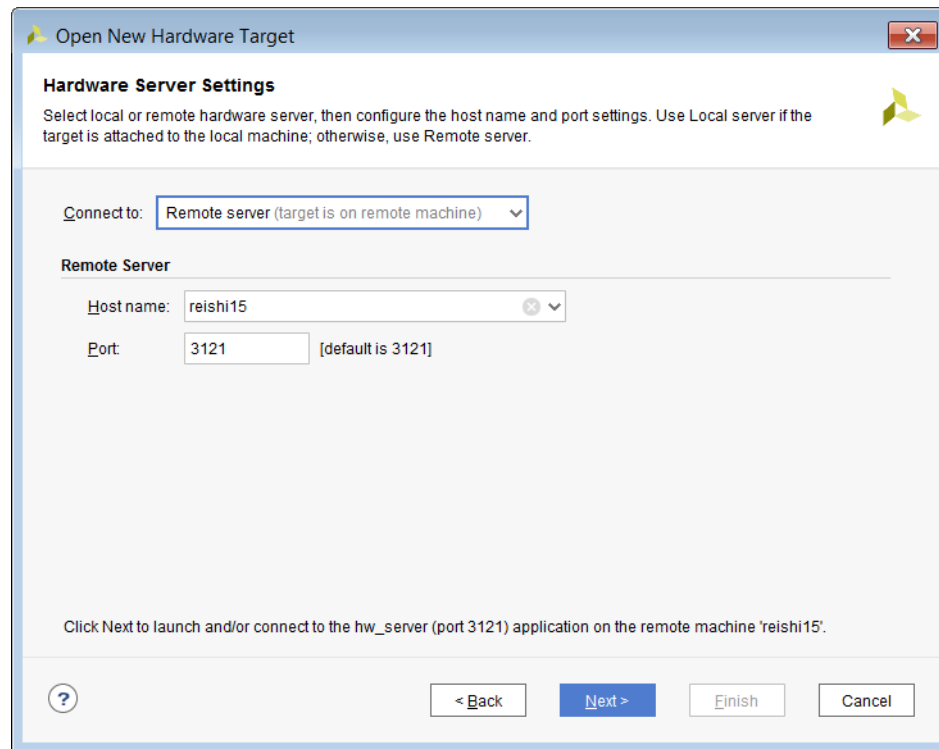 Open New Hardware Target
Hardware Server Settings
Select local or remote hardware server, then configure the host name and port settings. Use Local server if the
target is attached to the local machine; otherwise, use Remote server.
Connect to: Remote server (target is on remote machine)
Remote Server
Host name: reishi15
Port: 3121 [default is 3121]
Click Next to launch and/or connect to the hw_server (port 3121) application on the remote machine 'reishi15'.
? < Back Next > Finish Cancel